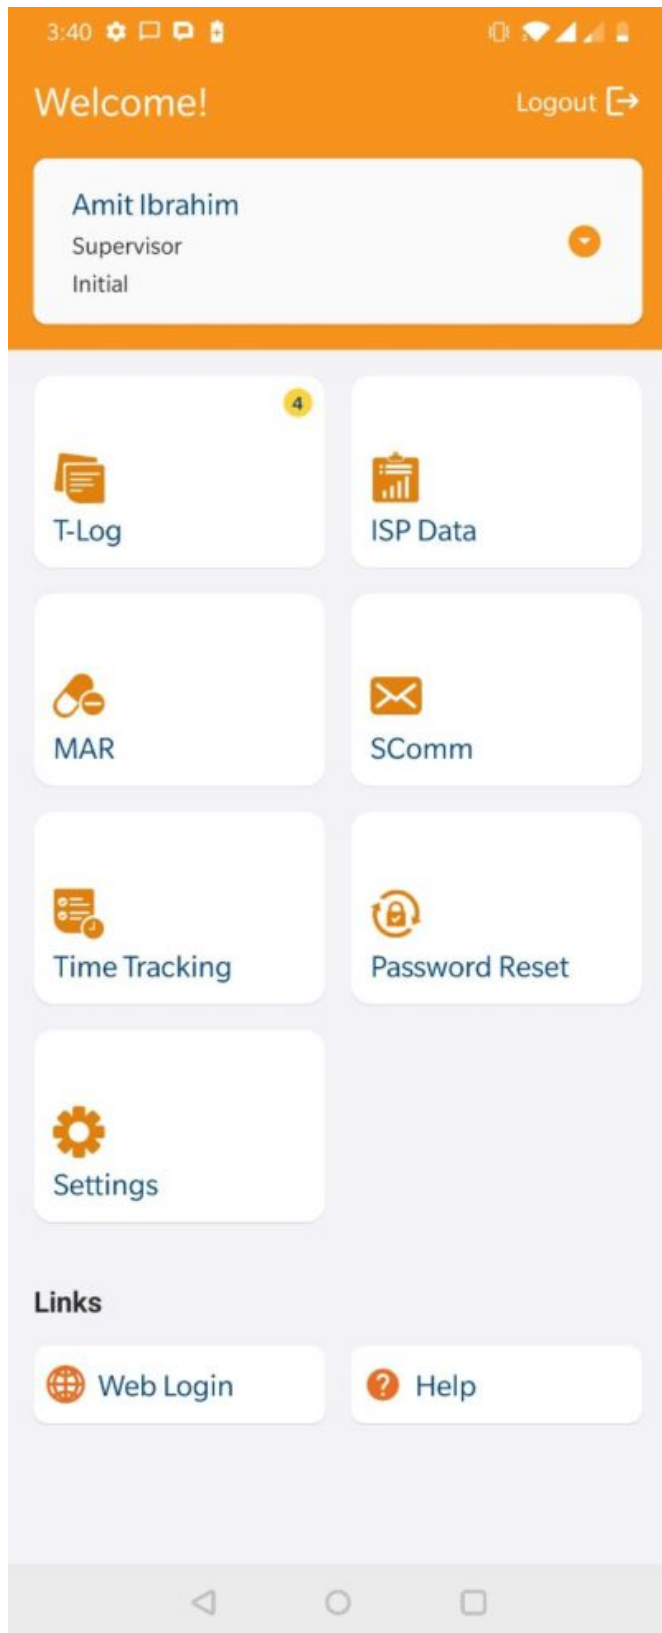 3:40
Welcome!
Logout
Amit Ibrahim
Supervisor
Initial
4
T-Log
ISP Data
MAR
SComm
Time Tracking
Password Reset
Settings
Links
Web Login
Help